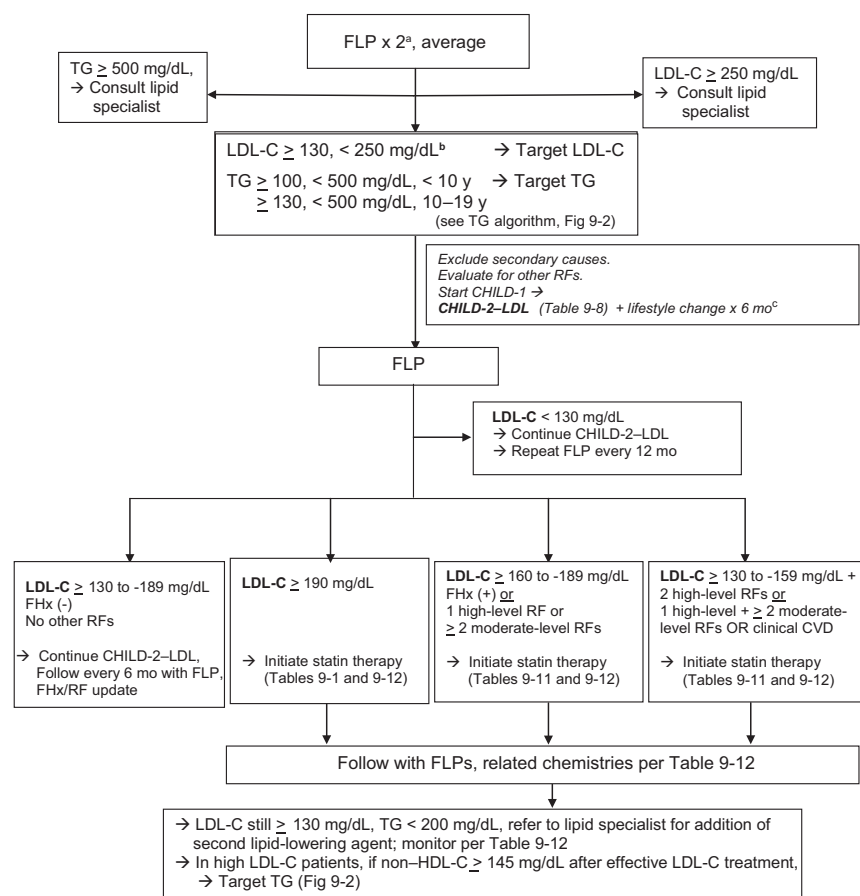 FLP x 2ᵃ, average
TG ≥ 500 mg/dL,
→ Consult lipid
specialist
LDL-C ≥ 250 mg/dL
→ Consult lipid
specialist
LDL-C ≥ 130, < 250 mg/dLᵇ → Target LDL-C
TG ≥ 100, < 500 mg/dL, < 10 y → Target TG
≥ 130, < 500 mg/dL, 10–19 y
(see TG algorithm, Fig 9-2)
Exclude secondary causes.
Evaluate for other RFs.
Start CHILD-1 →
CHILD-2–LDL (Table 9-8) + lifestyle change x 6 moᶜ
FLP
LDL-C < 130 mg/dL
→ Continue CHILD-2–LDL
→ Repeat FLP every 12 mo
LDL-C ≥ 130 to -189 mg/dL
FHx (-)
No other RFs
→ Continue CHILD-2–LDL,
Follow every 6 mo with FLP,
FHx/RF update
LDL-C ≥ 190 mg/dL
→ Initiate statin therapy
(Tables 9-1 and 9-12)
LDL-C ≥ 160 to -189 mg/dL
FHx (+) or
1 high-level RF or
≥ 2 moderate-level RFs
→ Initiate statin therapy
(Tables 9-11 and 9-12)
LDL-C ≥ 130 to -159 mg/dL +
2 high-level RFs or
1 high-level + ≥ 2 moderate-
level RFs OR clinical CVD
→ Initiate statin therapy
(Tables 9-11 and 9-12)
Follow with FLPs, related chemistries per Table 9-12
→ LDL-C still ≥ 130 mg/dL, TG < 200 mg/dL, refer to lipid specialist for addition of
second lipid-lowering agent; monitor per Table 9-12
→ In high LDL-C patients, if non–HDL-C ≥ 145 mg/dL after effective LDL-C treatment,
→ Target TG (Fig 9-2)